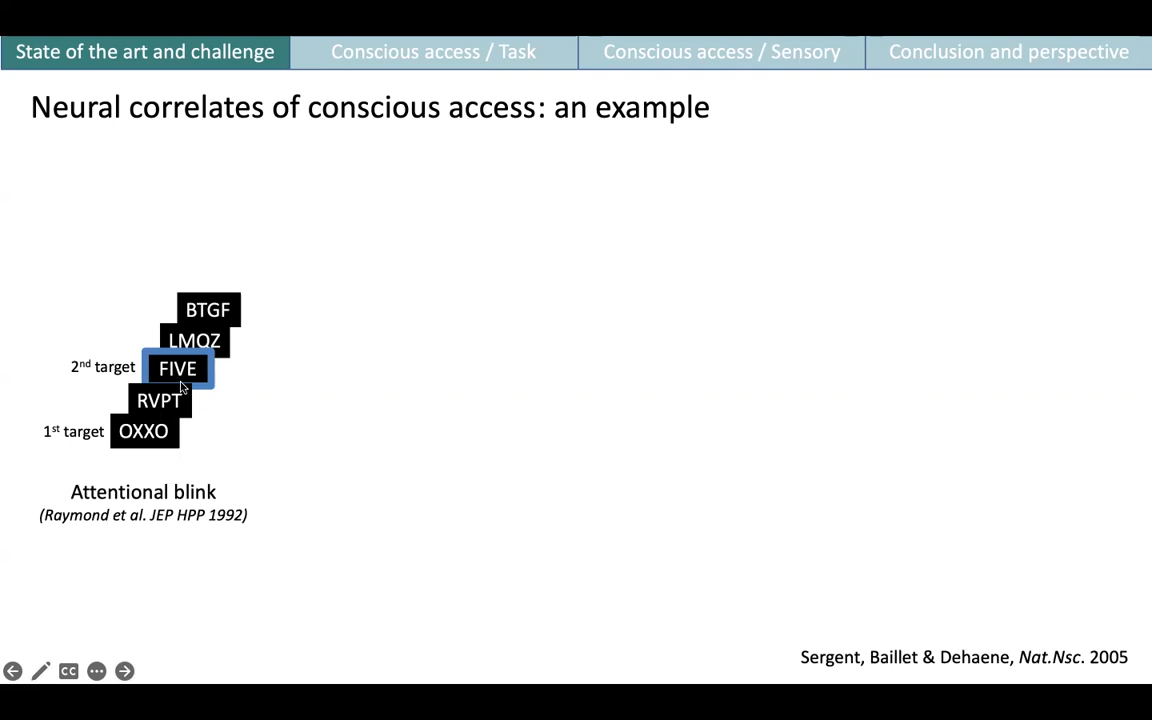 State of the art and challenge
Conscious access / Task
Conscious access / Sensory
Conclusion and perspective
Neural correlates of conscious access: an example
BTGF
LMQZ
2nd target
FIVE
RVPT
1st target
OXXO
Attentional blink
(Raymond et al. JEP HPP 1992)
Sergent, Baillet & Dehaene, Nat.Nsc. 2005
CC